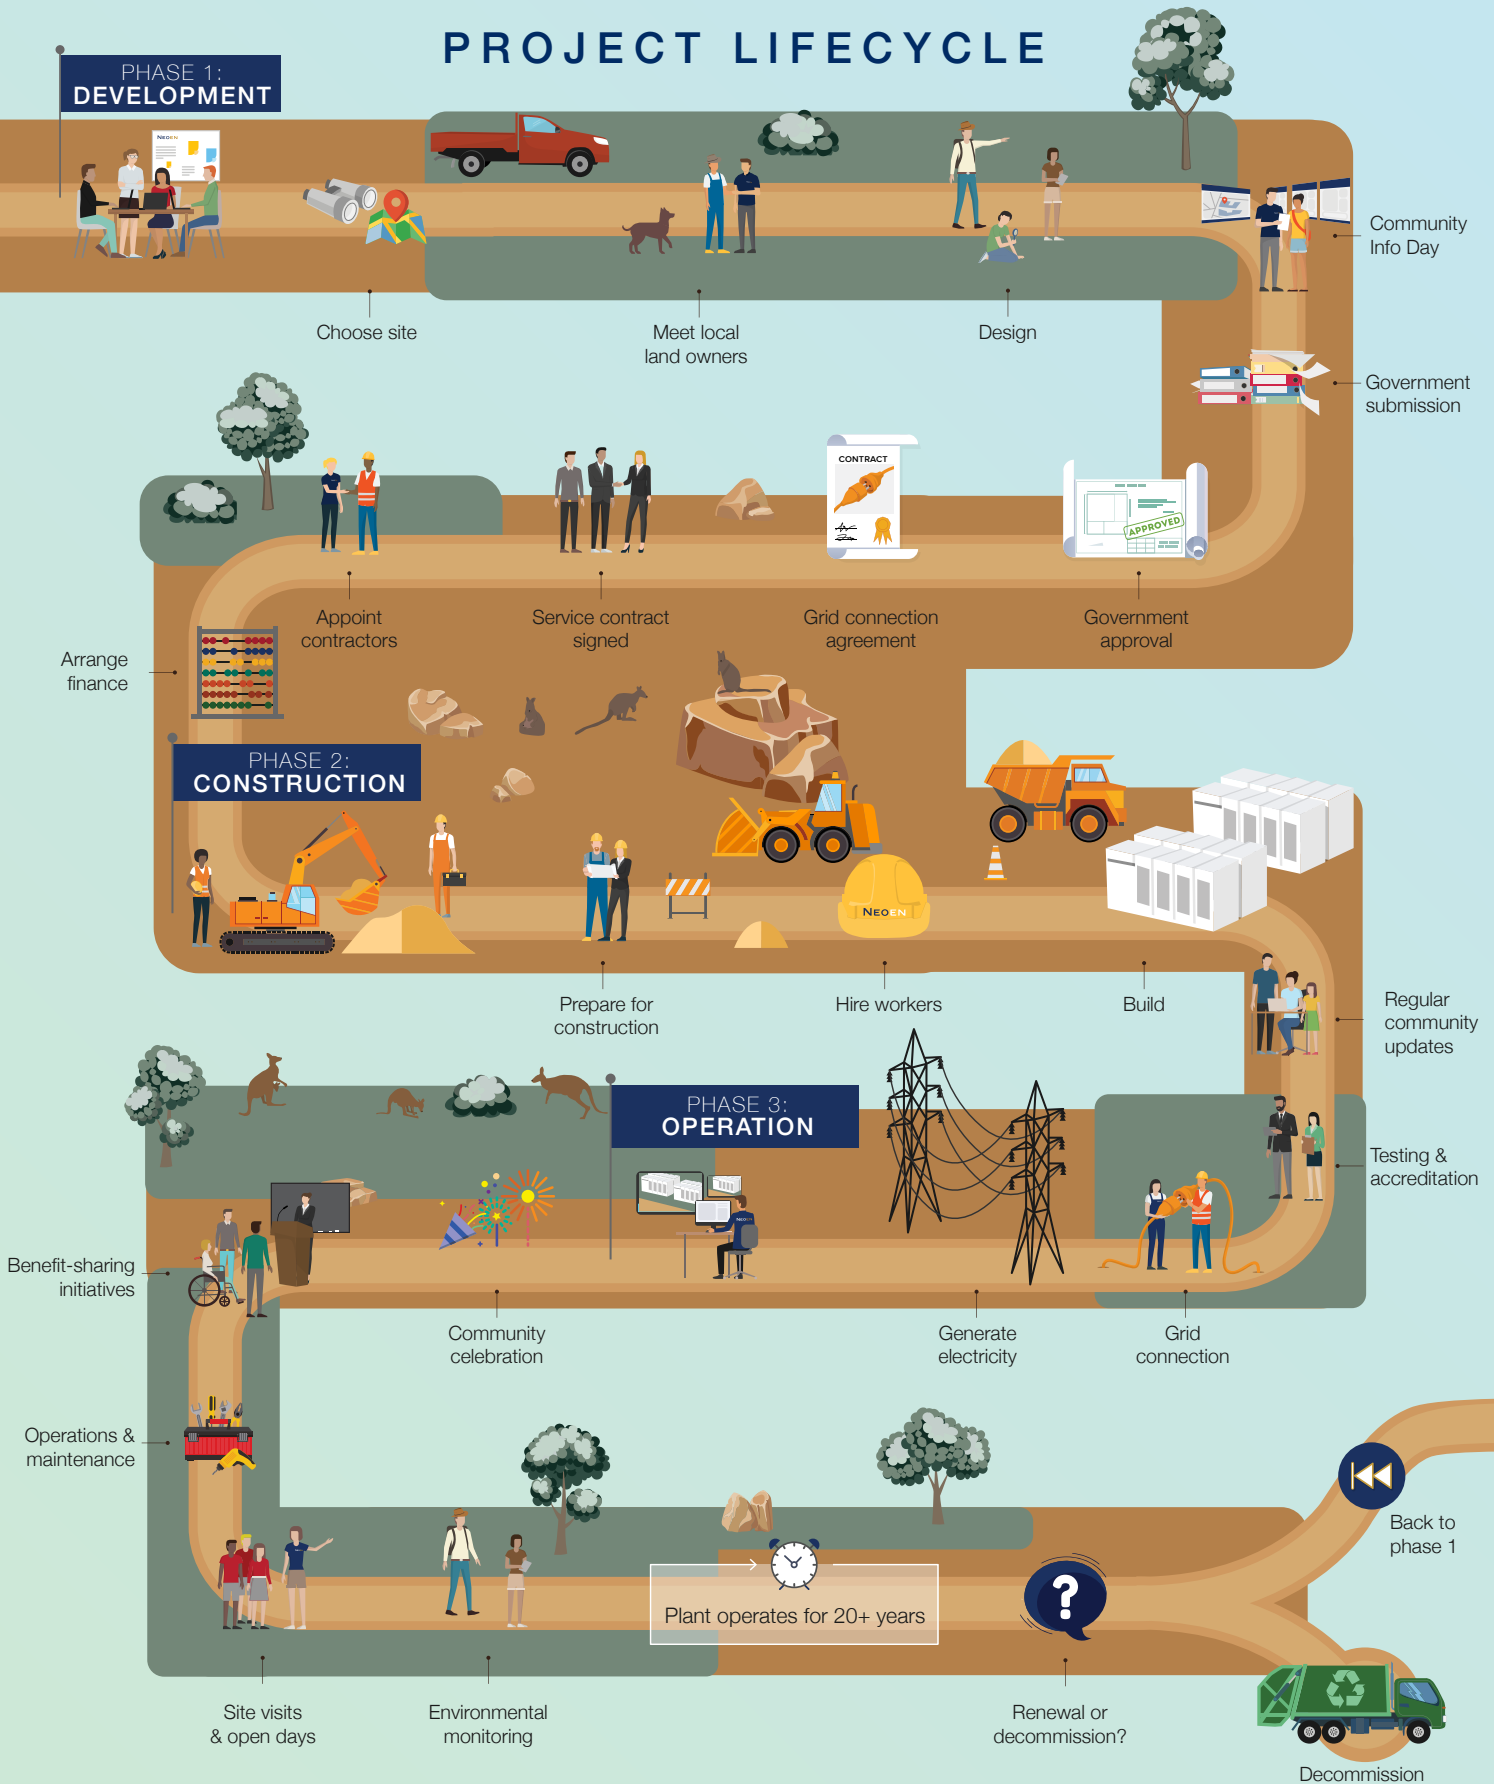 PROJECT LIFECYCLE
PHASE 1:
DEVELOPMENT
NEOEN
Choose site
Meet local
land owners
Design
Community
Info Day
Government
submission
APPROVED
Government
approval
CONTRACT
Grid connection
agreement
Service contract
signed
Appoint
contractors
Arrange
finance
PHASE 2:
CONSTRUCTION
Prepare for
construction
NEOEN
Hire workers
Build
Regular
community
updates
Testing &
accreditation
Grid
connection
Generate
electricity
PHASE 3:
OPERATION
NEOEN
Community
celebration
Benefit-sharing
initiatives
Operations &
maintenance
Site visits
& open days
Environmental
monitoring
Plant operates for 20+ years
?
Renewal or
decommission?
Back to
phase 1
Decommission